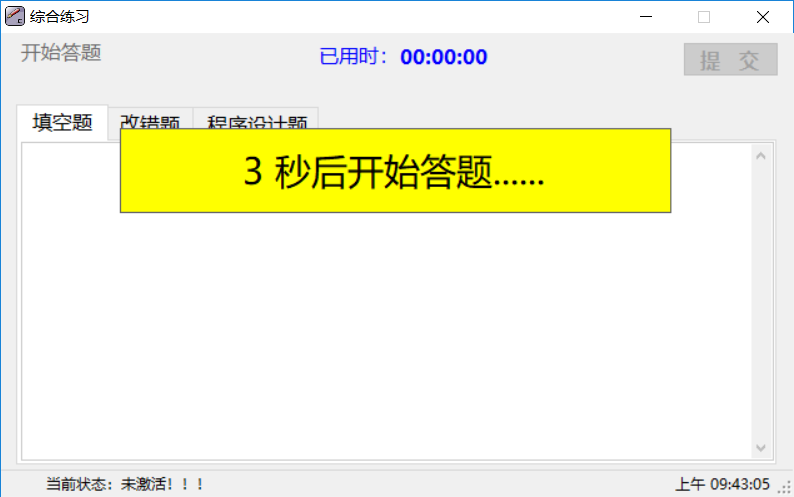 综合练习
开始答题
已用时：00:00:00
提 交
填空题 改错题 程序设计题
3 秒后开始答题......
当前状态：未激活！！！
上午 09:43:05